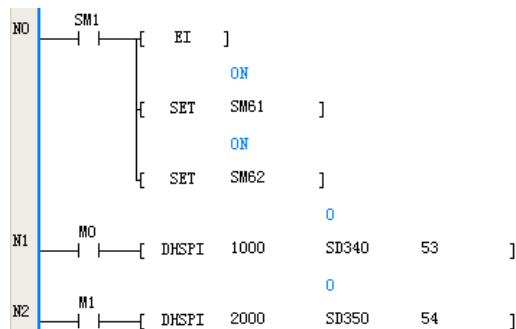 SM1
N0 [ EI ]
ON
[ SET SM61 ]
ON
[ SET SM62 ]
0
M0
N1 [ DHSPI 1000 SD340 53 ]
0
M1
N2 [ DHSPI 2000 SD350 54 ]